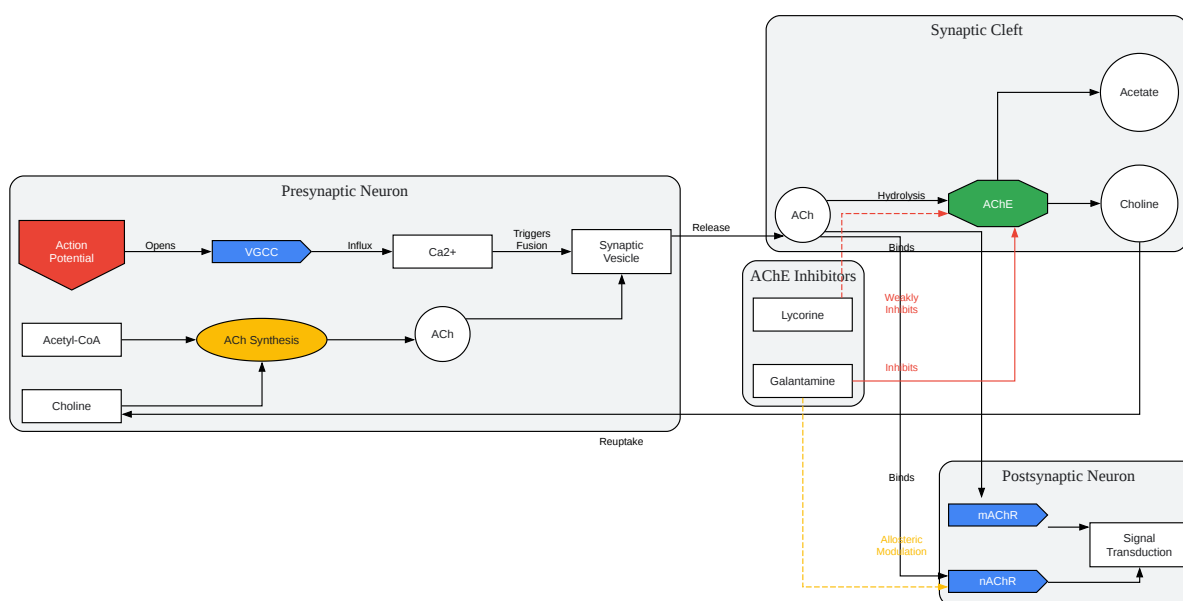 Synaptic Cleft
Acetate
Presynaptic Neuron
Hydrolysis
AChE
Choline
ACh
Action
Potential
Opens
VGCC
Influx
Ca2+
Triggers
Fusion
Synaptic
Vesicle
Release
Binds
AChE Inhibitors
Weakly
Inhibits
Lycorine
Acetyl-CoA
ACh Synthesis
ACh
Inhibits
Galantamine
Choline
Reuptake
Binds
Postsynaptic Neuron
mAChR
Signal
Transduction
Allosteric
Modulation
nAChR